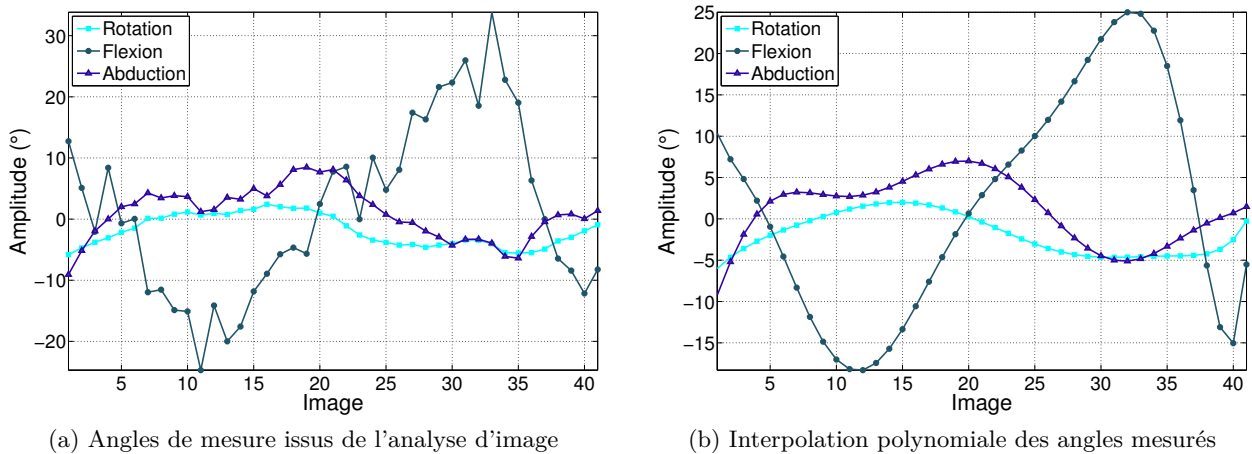 Rotation
Flexion
Abduction
30
20
10
0
−10
−20
5 10 15 20 25 30 35 40
Amplitude (°)
Image
(a) Angles de mesure issus de l'analyse d'image
Rotation
Flexion
Abduction
25
20
15
10
5
0
−5
−10
−15
5 10 15 20 25 30 35 40
Amplitude (°)
Image
(b) Interpolation polynomiale des angles mesurés